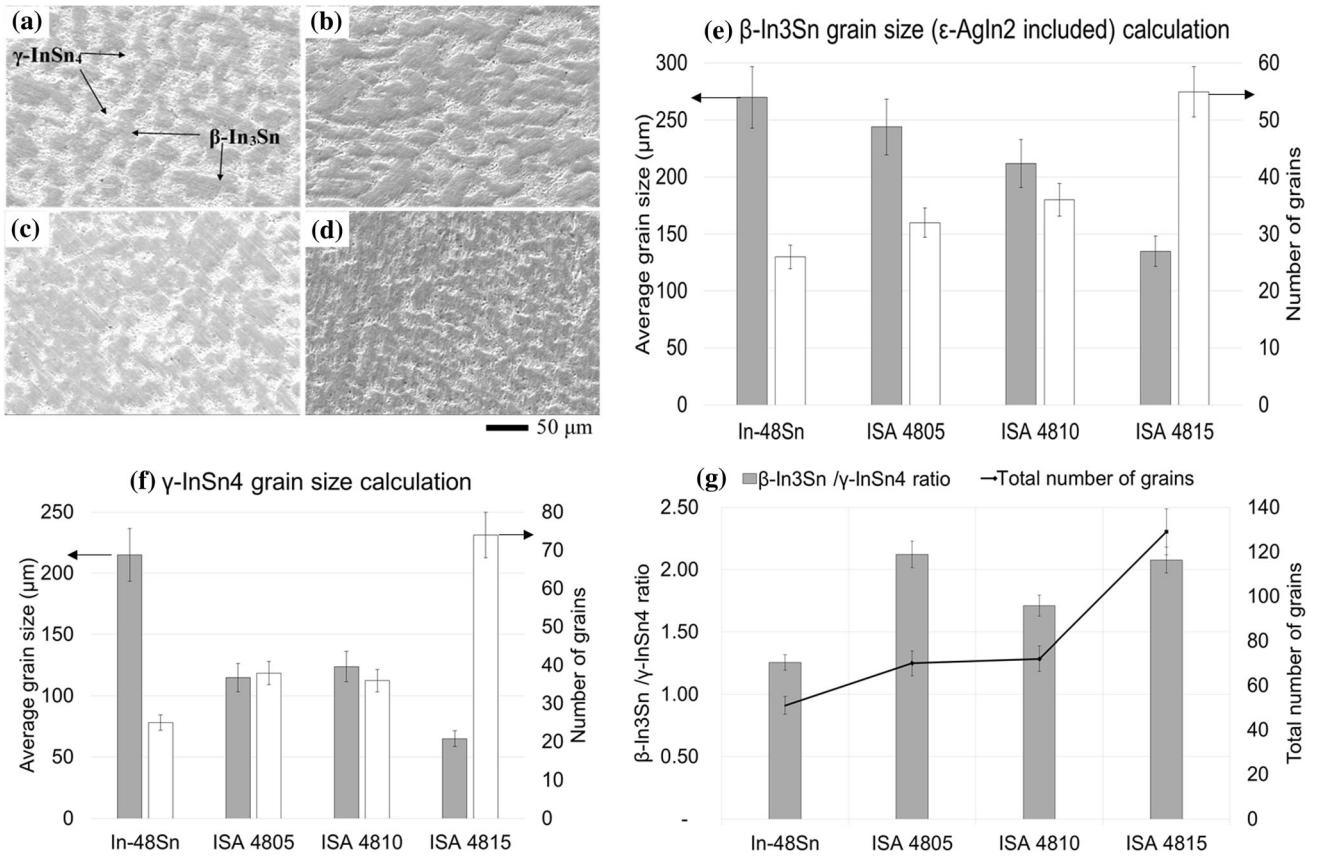 (a)
γ-InSn₄
β-In₃Sn
(b)
(c)
(d)
50 μm
(e) β-In3Sn grain size (ε-AgIn2 included) calculation
Average grain size (μm)
300
250
200
150
100
50
0
Number of grains
60
50
40
30
20
10
0
In-48Sn ISA 4805 ISA 4810 ISA 4815
(f) γ-InSn4 grain size calculation
Average grain size (μm)
250
200
150
100
50
0
Number of grains
80
70
60
50
40
30
20
10
0
In-48Sn ISA 4805 ISA 4810 ISA 4815
(g) β-In3Sn /γ-InSn4 ratio Total number of grains
β-In3Sn /γ-InSn4 ratio
2.50
2.00
1.50
1.00
0.50
-
Total number of grains
140
120
100
80
60
40
20
0
In-48Sn ISA 4805 ISA 4810 ISA 4815